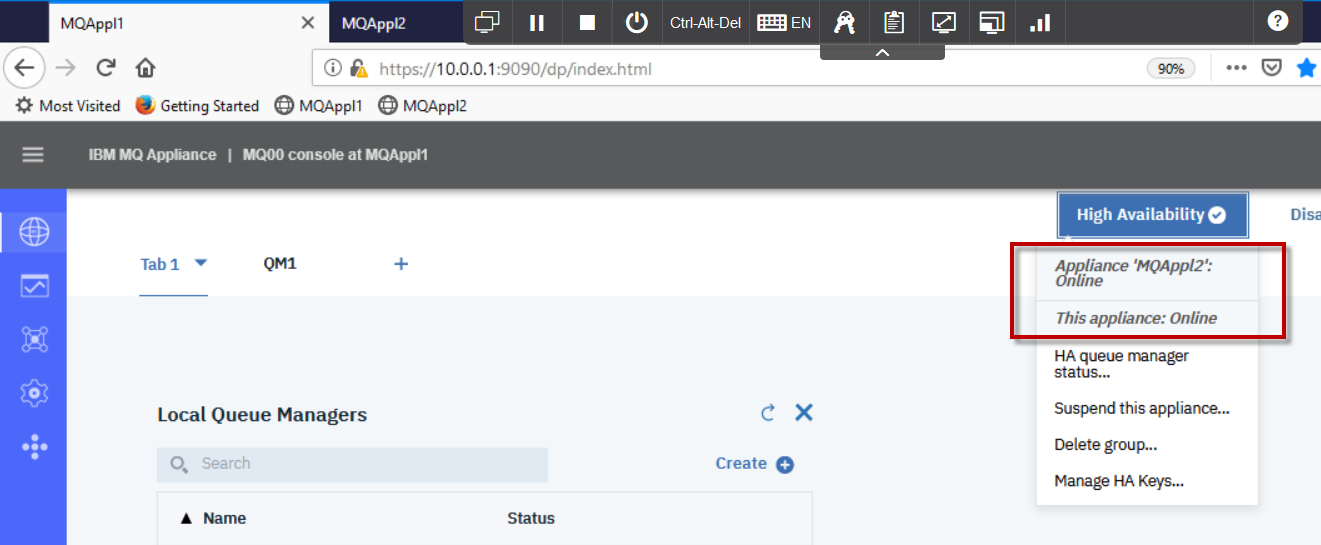 MQAppl1
MQAppl2
Ctrl-Alt-Del
EN
https://10.0.0.1:9090/dp/index.html
90%
Most Visited
Getting Started
MQAppl1
MQAppl2
IBM MQ Appliance | MQ00 console at MQAppl1
High Availability
Disa
Tab 1
QM1
Appliance 'MQAppl2':
Online
This appliance: Online
HA queue manager
status...
Suspend this appliance...
Delete group...
Manage HA Keys...
Local Queue Managers
Search
Create
Name
Status